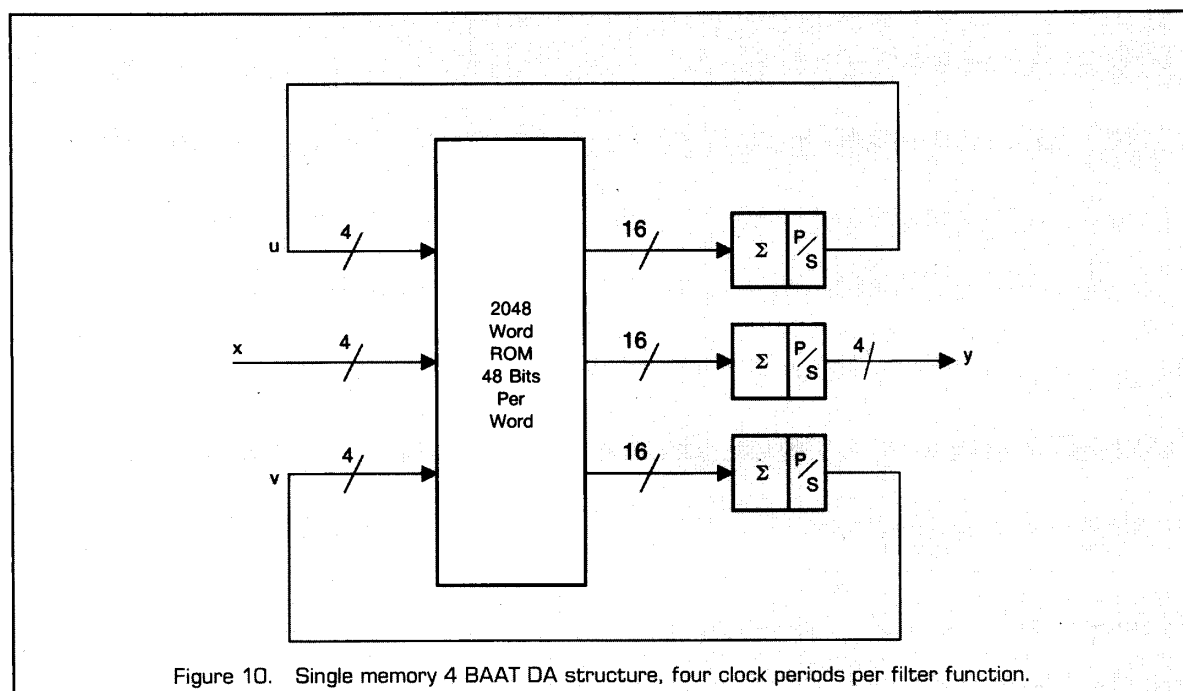 4
16
Σ
P/S
u
2048
Word
ROM
48 Bits
Per
Word
x
4
16
Σ
P/S
4
y
4
16
Σ
P/S
v
Figure 10. Single memory 4 BAAT DA structure, four clock periods per filter function.